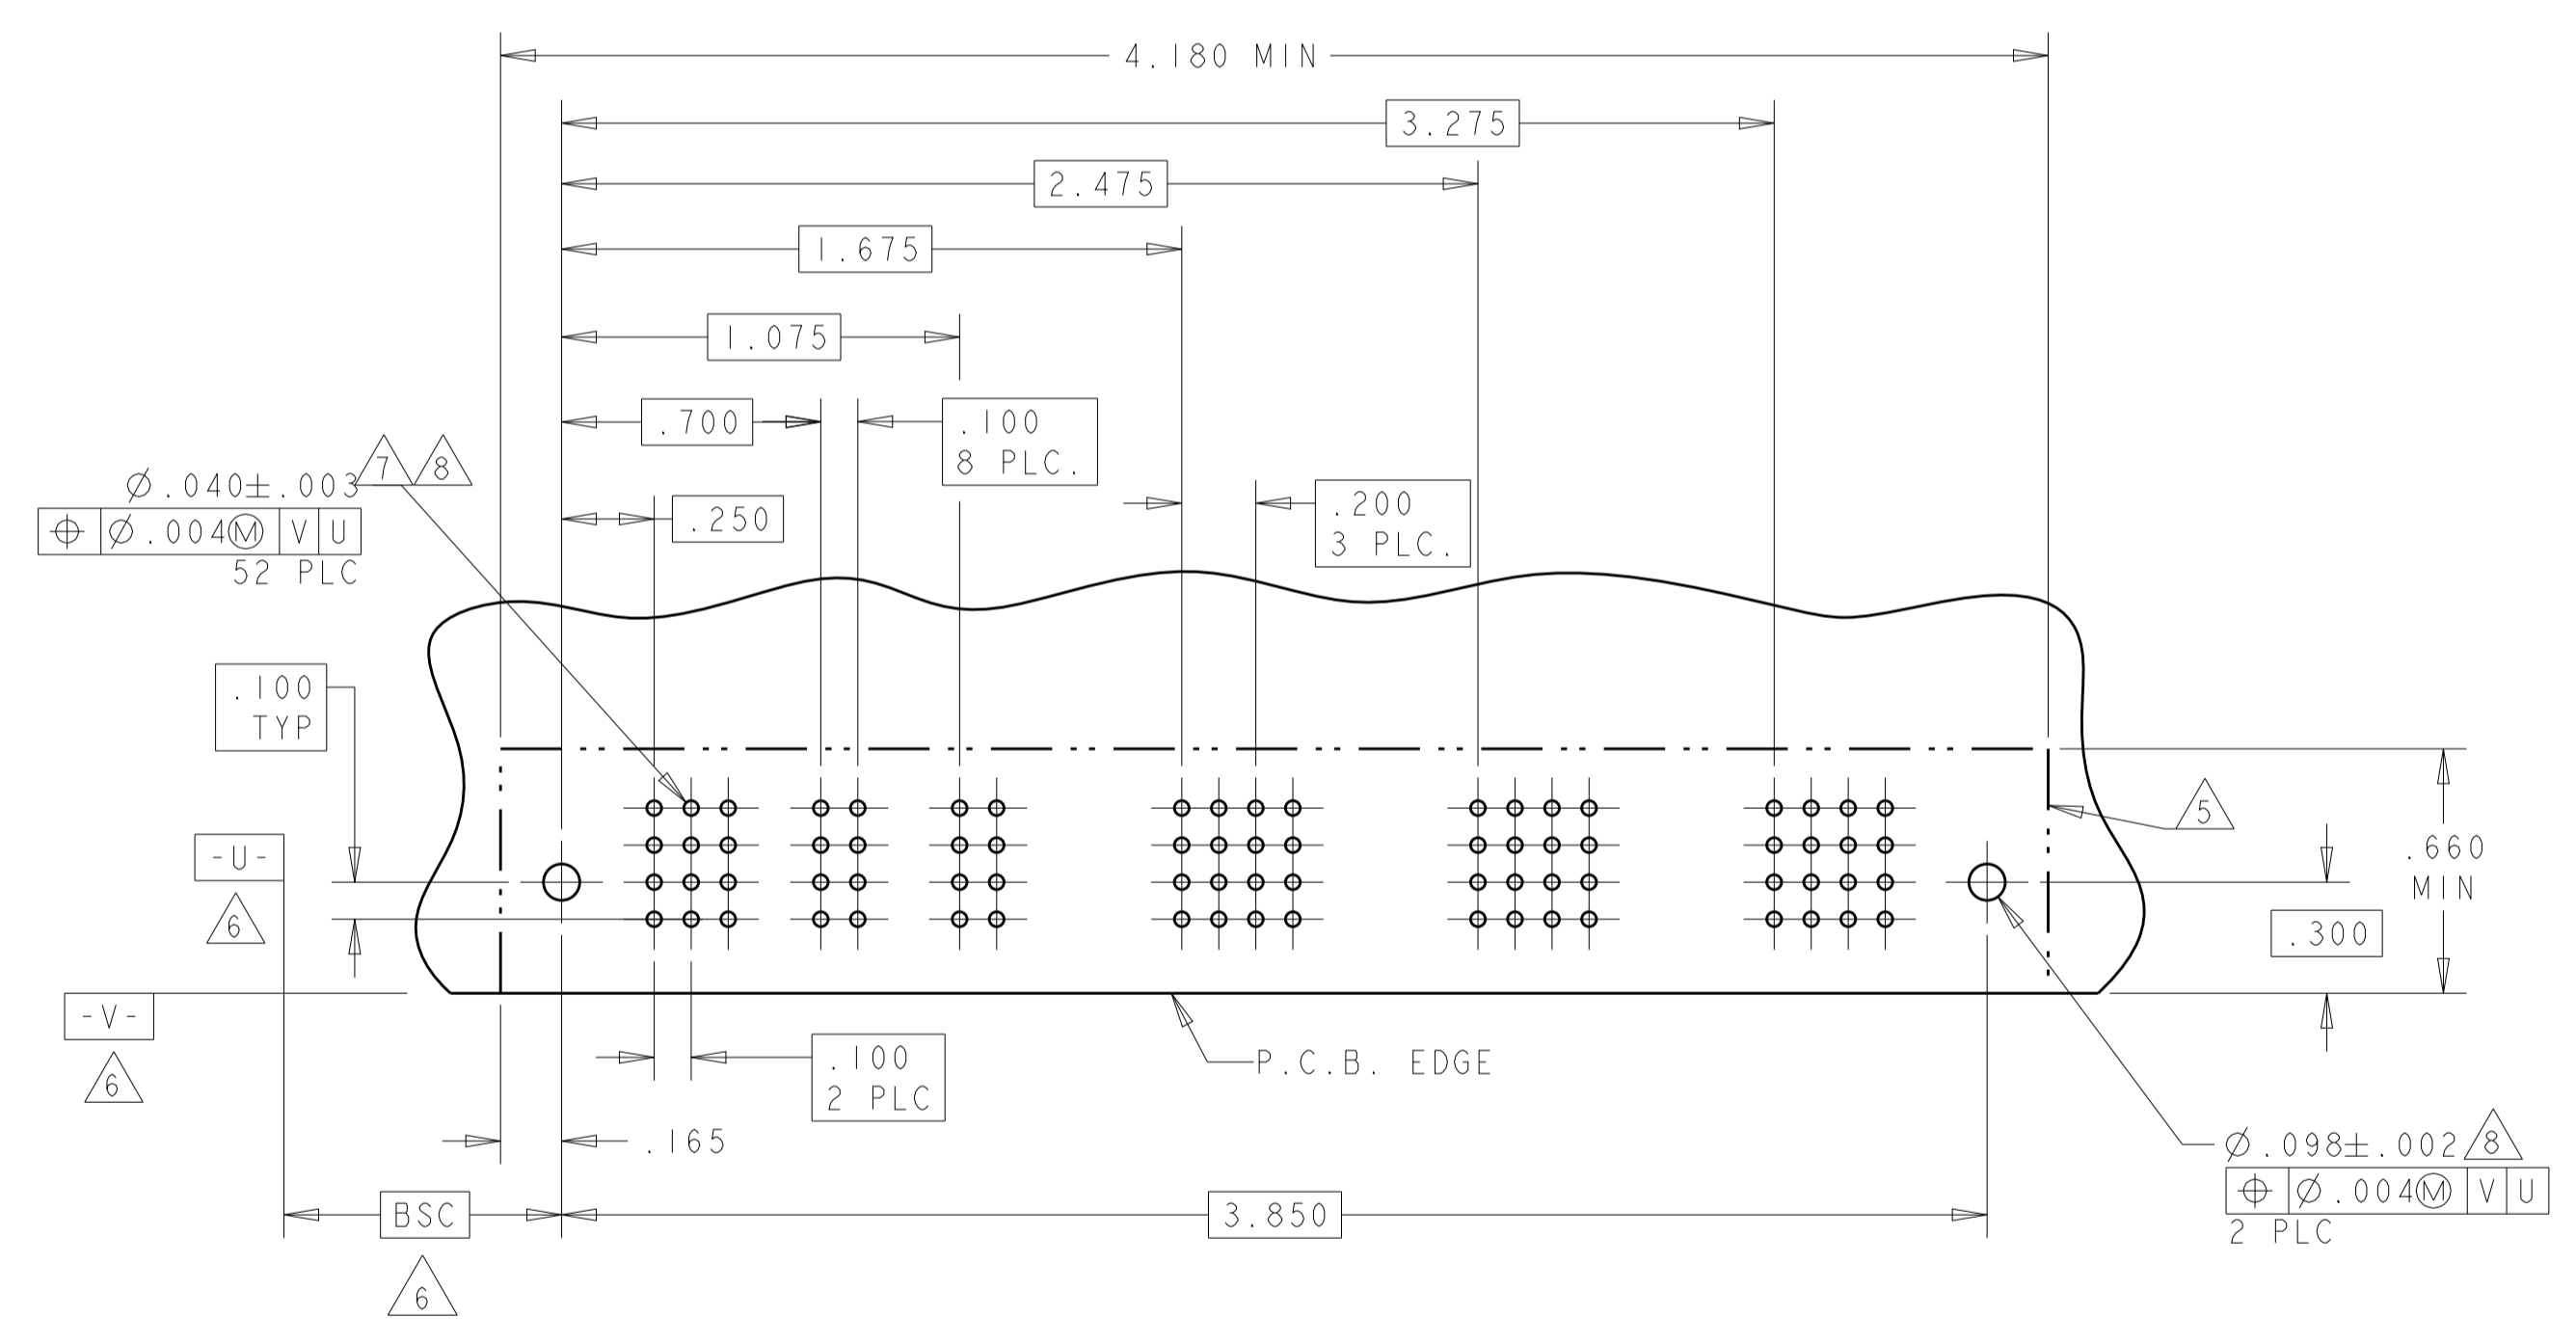 4.180 MIN
3.275
2.475
1.675
1.075
.700
.100
8 PLC.
7
8
Ø.040±.003
⌖ Ø.004Ⓜ V U
52 PLC
.250
.200
3 PLC.
.100
TYP
-U-
6
5
.660
MIN
.300
-V-
6
.100
2 PLC
P.C.B. EDGE
.165
Ø.098±.002 8
⌖ Ø.004Ⓜ V U
2 PLC
BSC
3.850
6